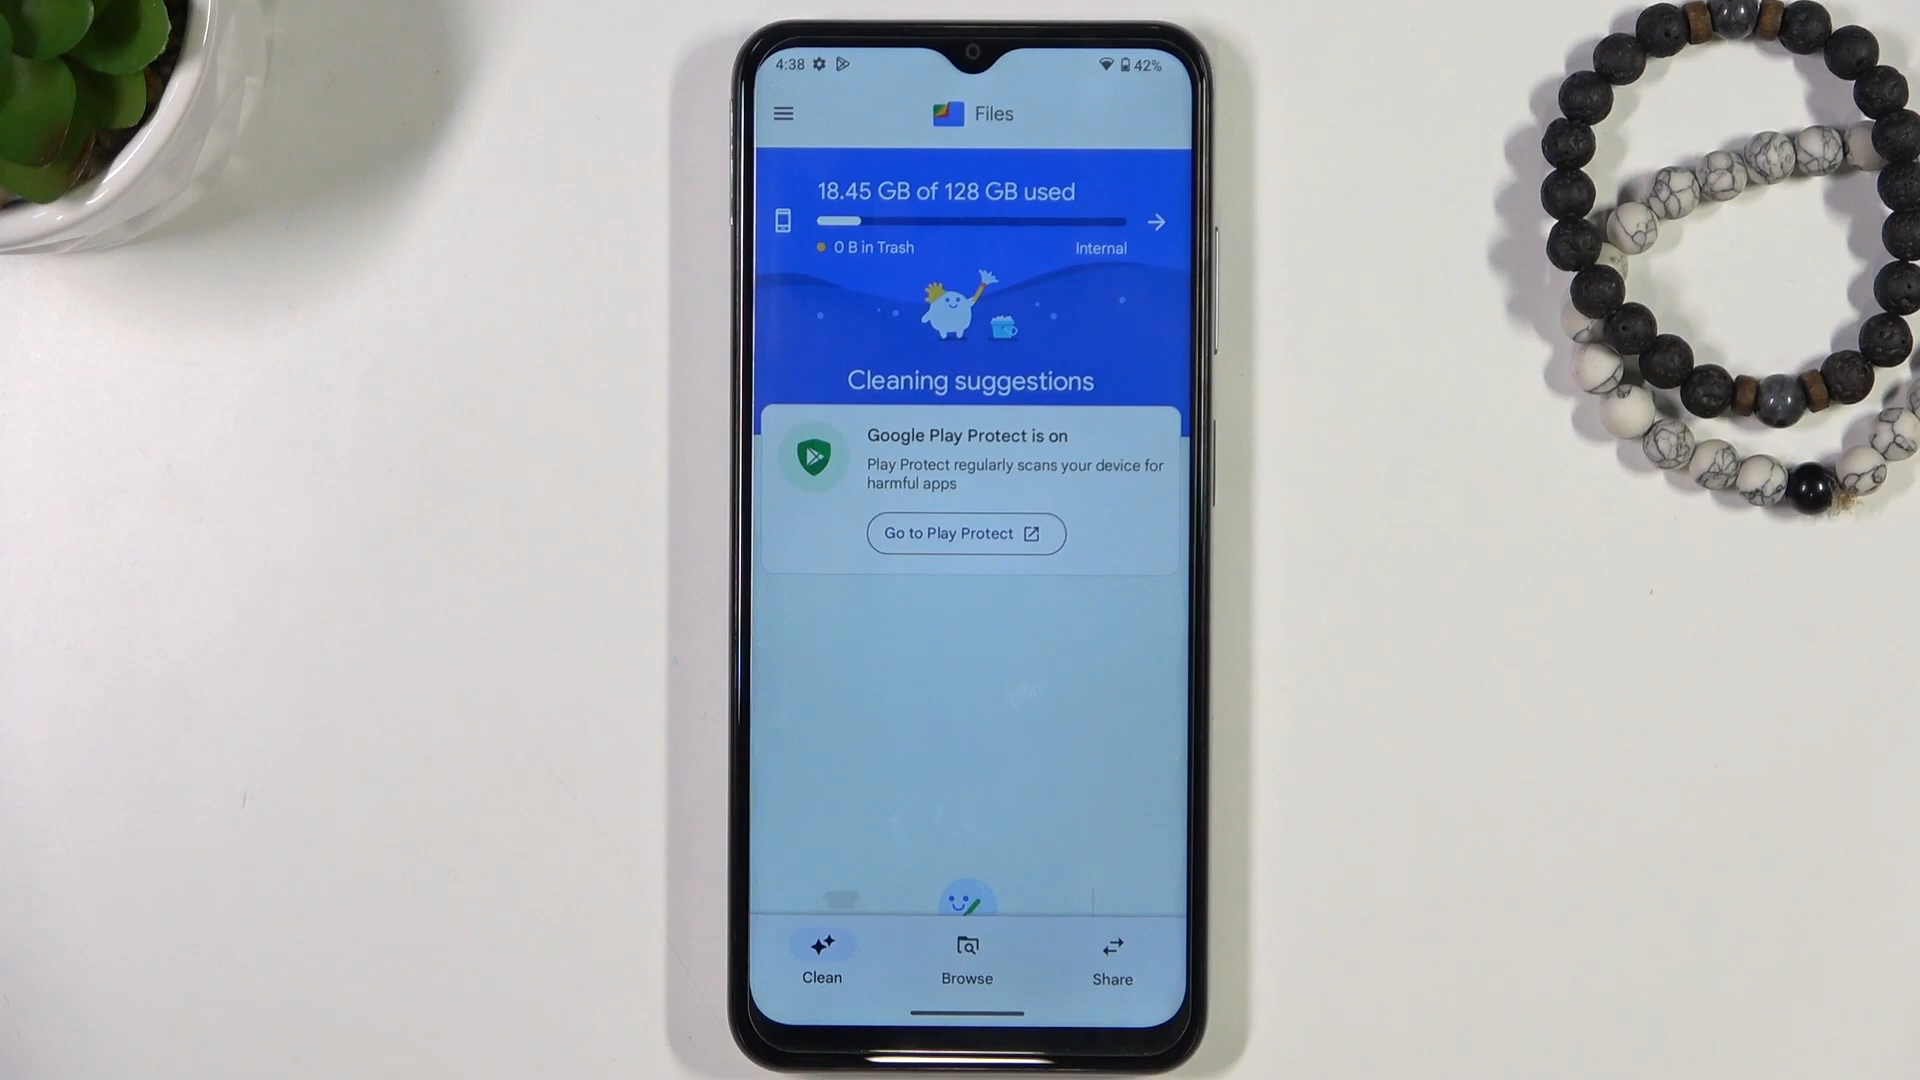 4:38
42%
Files
18.45 GB of 128 GB used
0 B in Trash
Internal
Cleaning suggestions
Google Play Protect is on
Play Protect regularly scans your device for
harmful apps
Go to Play Protect
Clean
Browse
Share